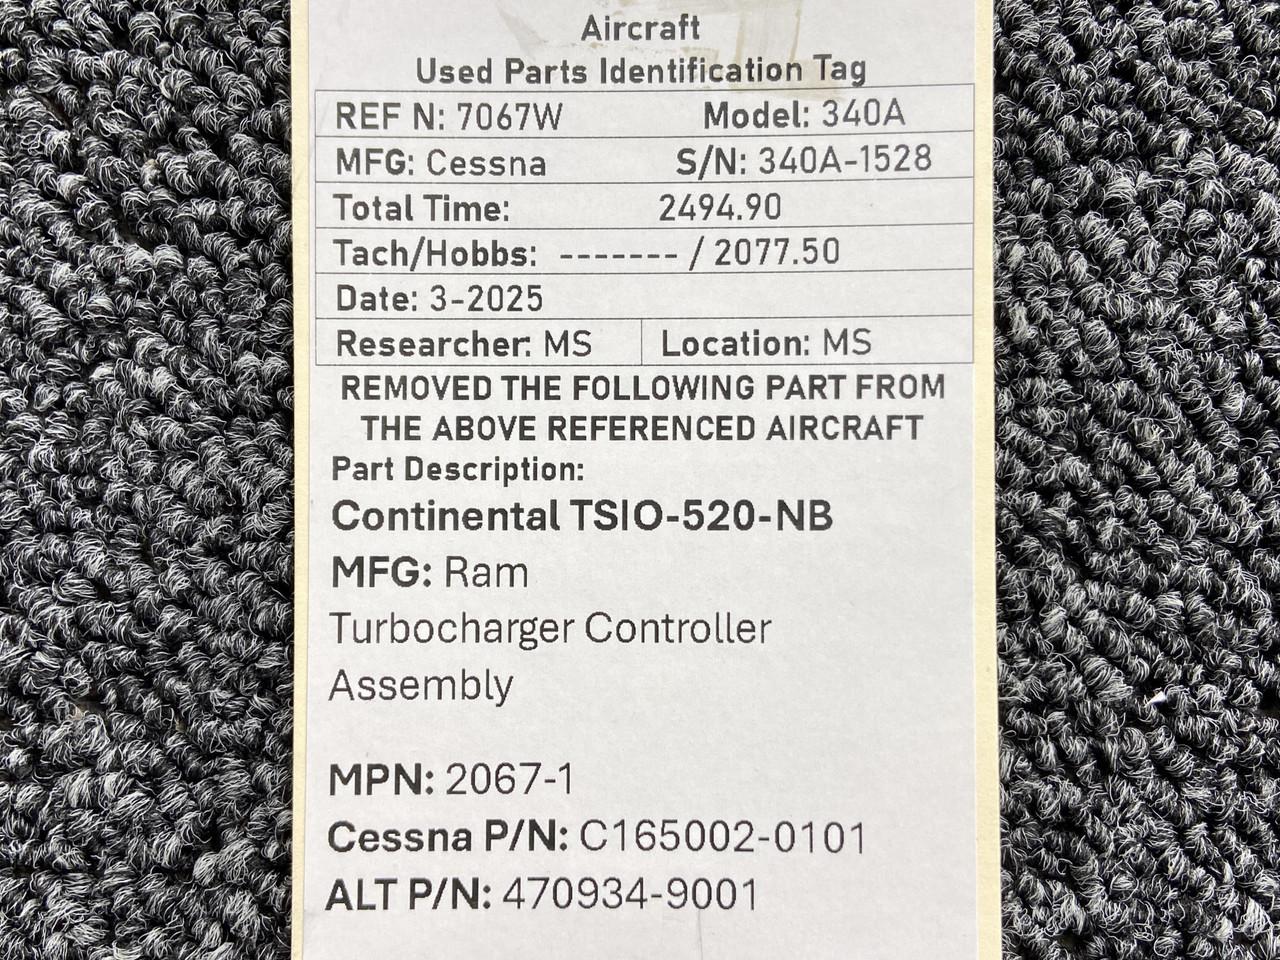 Aircraft
Used Parts Identification Tag
REF N: 7067W Model: 340A
MFG: Cessna S/N: 340A-1528
Total Time: 2494.90
Tach/Hobbs: ------- / 2077.50
Date: 3-2025
Researcher: MS Location: MS
REMOVED THE FOLLOWING PART FROM
THE ABOVE REFERENCED AIRCRAFT
Part Description:
Continental TSIO-520-NB
MFG: Ram
Turbocharger Controller
Assembly
MPN: 2067-1
Cessna P/N: C165002-0101
ALT P/N: 470934-9001